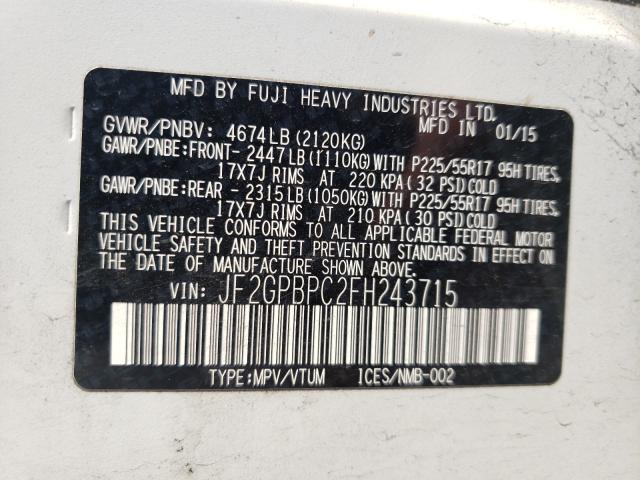 MFD BY FUJI HEAVY INDUSTRIES LTD.
MFD IN 01/15
GVWR/PNBV: 4674LB (2120KG)
GAWR/PNBE:FRONT- 2447LB (1110KG) WITH P225/55R17 95H TIRES,
17X7J RIMS AT 220 KPA (32 PSI) COLD
GAWR/PNBE:REAR - 2315LB (1050KG) WITH P225/55R17 95H TIRES,
17X7J RIMS AT 210 KPA (30 PSI) COLD
THIS VEHICLE CONFORMS TO ALL APPLICABLE FEDERAL MOTOR
VEHICLE SAFETY AND THEFT PREVENTION STANDARDS IN EFFECT ON
THE DATE OF MANUFACTURE SHOWN ABOVE.
VIN: JF2GPBPC2FH243715
TYPE:MPV/VTUM ICES/NMB-002